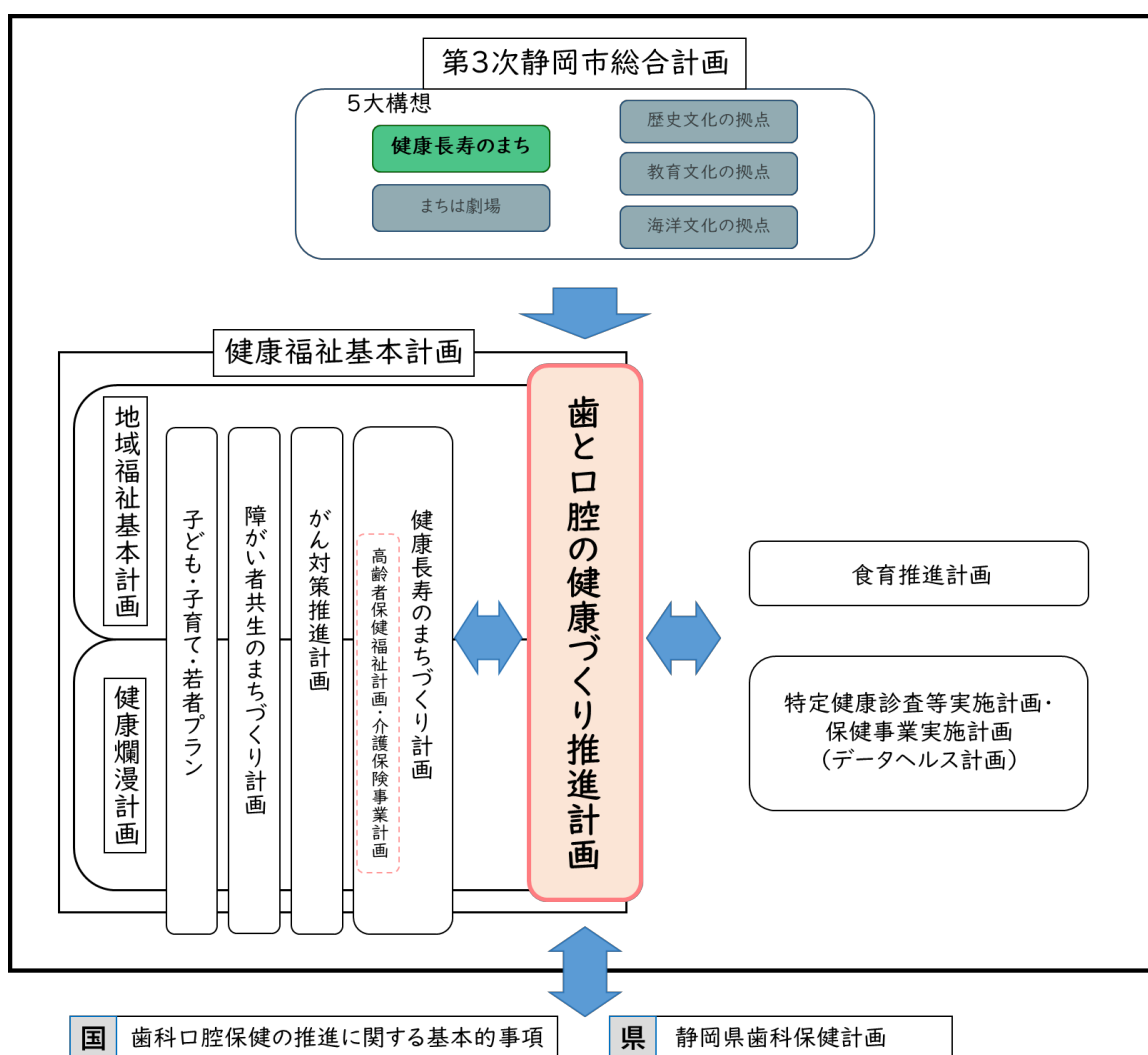 第3次静岡市総合計画
5大構想
健康長寿のまち
まちは劇場
歴史文化の拠点
教育文化の拠点
海洋文化の拠点
健康福祉基本計画
地域福祉基本計画
健康爛漫計画
子ども・子育て・若者プラン
障がい者共生のまちづくり計画
がん対策推進計画
健康長寿のまちづくり計画
高齢者保健福祉計画・介護保険事業計画
歯と口腔の健康づくり推進計画
食育推進計画
特定健康診査等実施計画・
保健事業実施計画
（データヘルス計画）
国 歯科口腔保健の推進に関する基本的事項
県 静岡県歯科保健計画